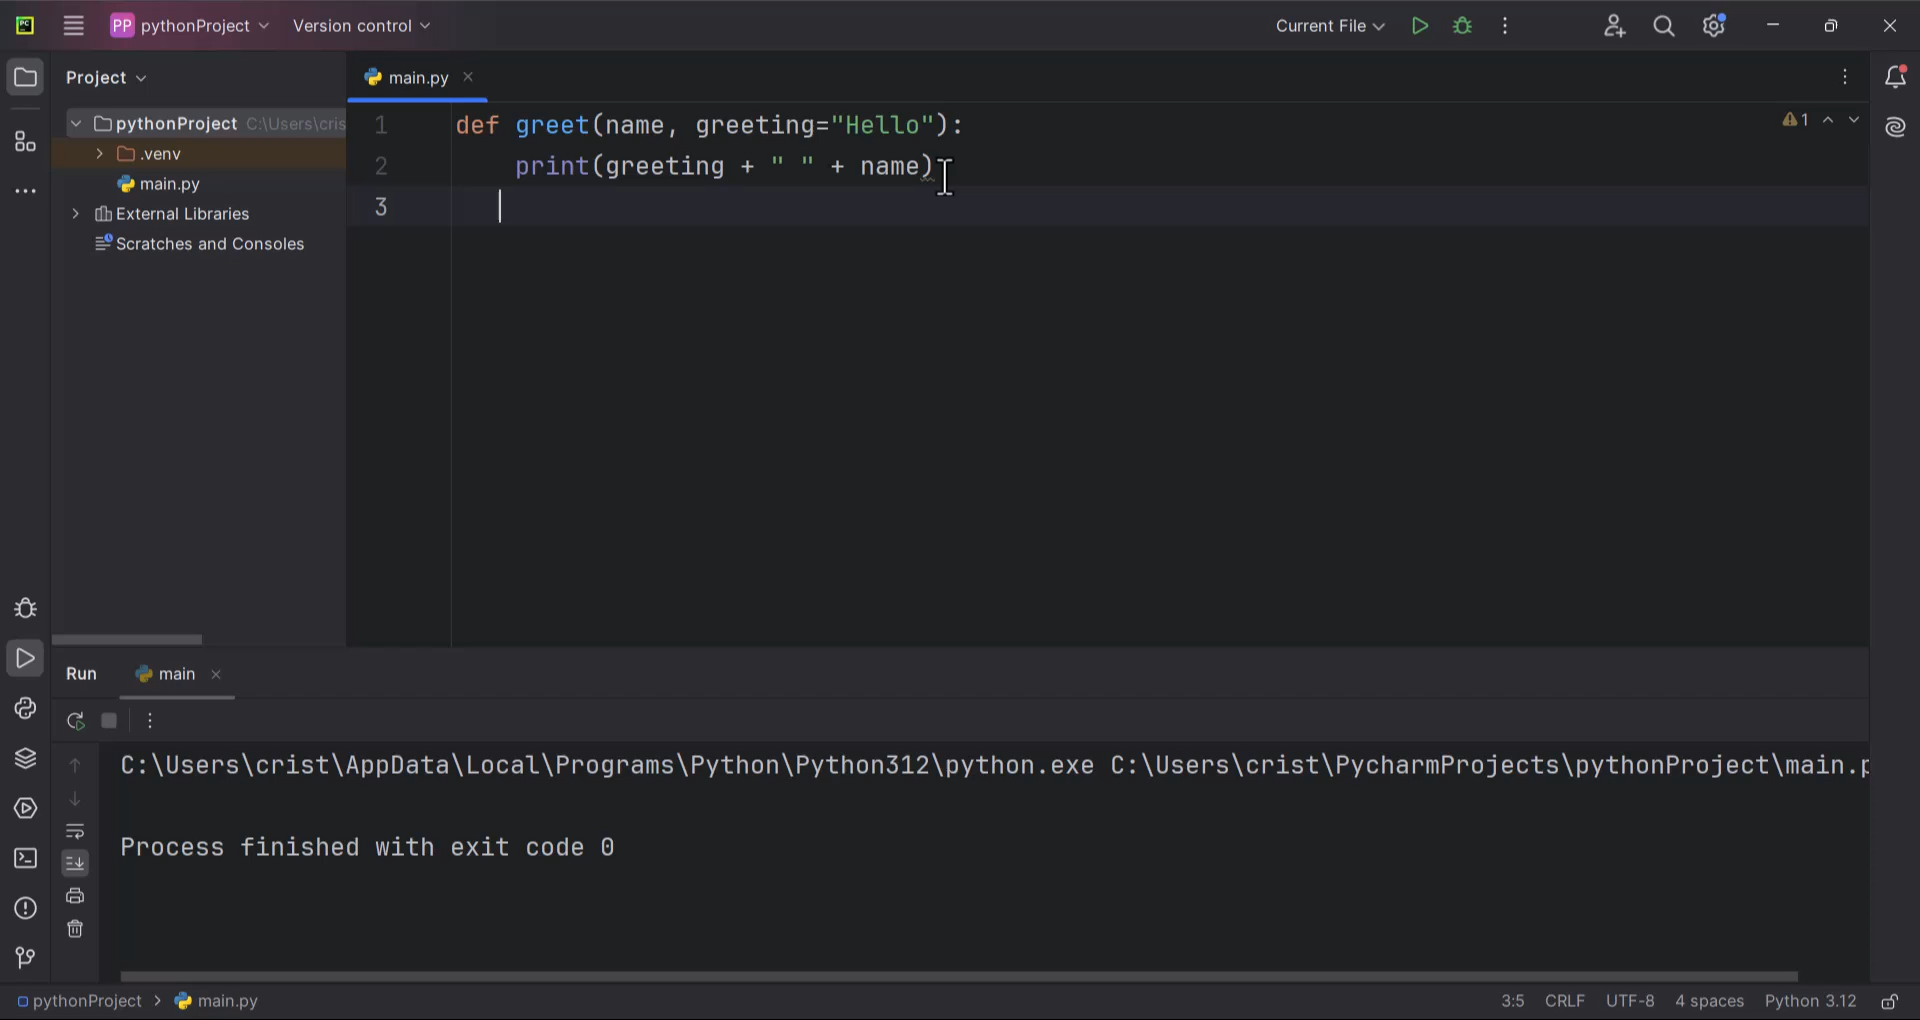 PC PP pythonProject Version control Current File
Project
main.py
pythonProject C:\Users\cris
.venv
main.py
External Libraries
Scratches and Consoles
1 def greet(name, greeting="Hello"):
2 print(greeting + " " + name)
3
1
Run main
C:\Users\crist\AppData\Local\Programs\Python\Python312\python.exe C:\Users\crist\PycharmProjects\pythonProject\main.p
Process finished with exit code 0
pythonProject > main.py 3:5 CRLF UTF-8 4 spaces Python 3.12